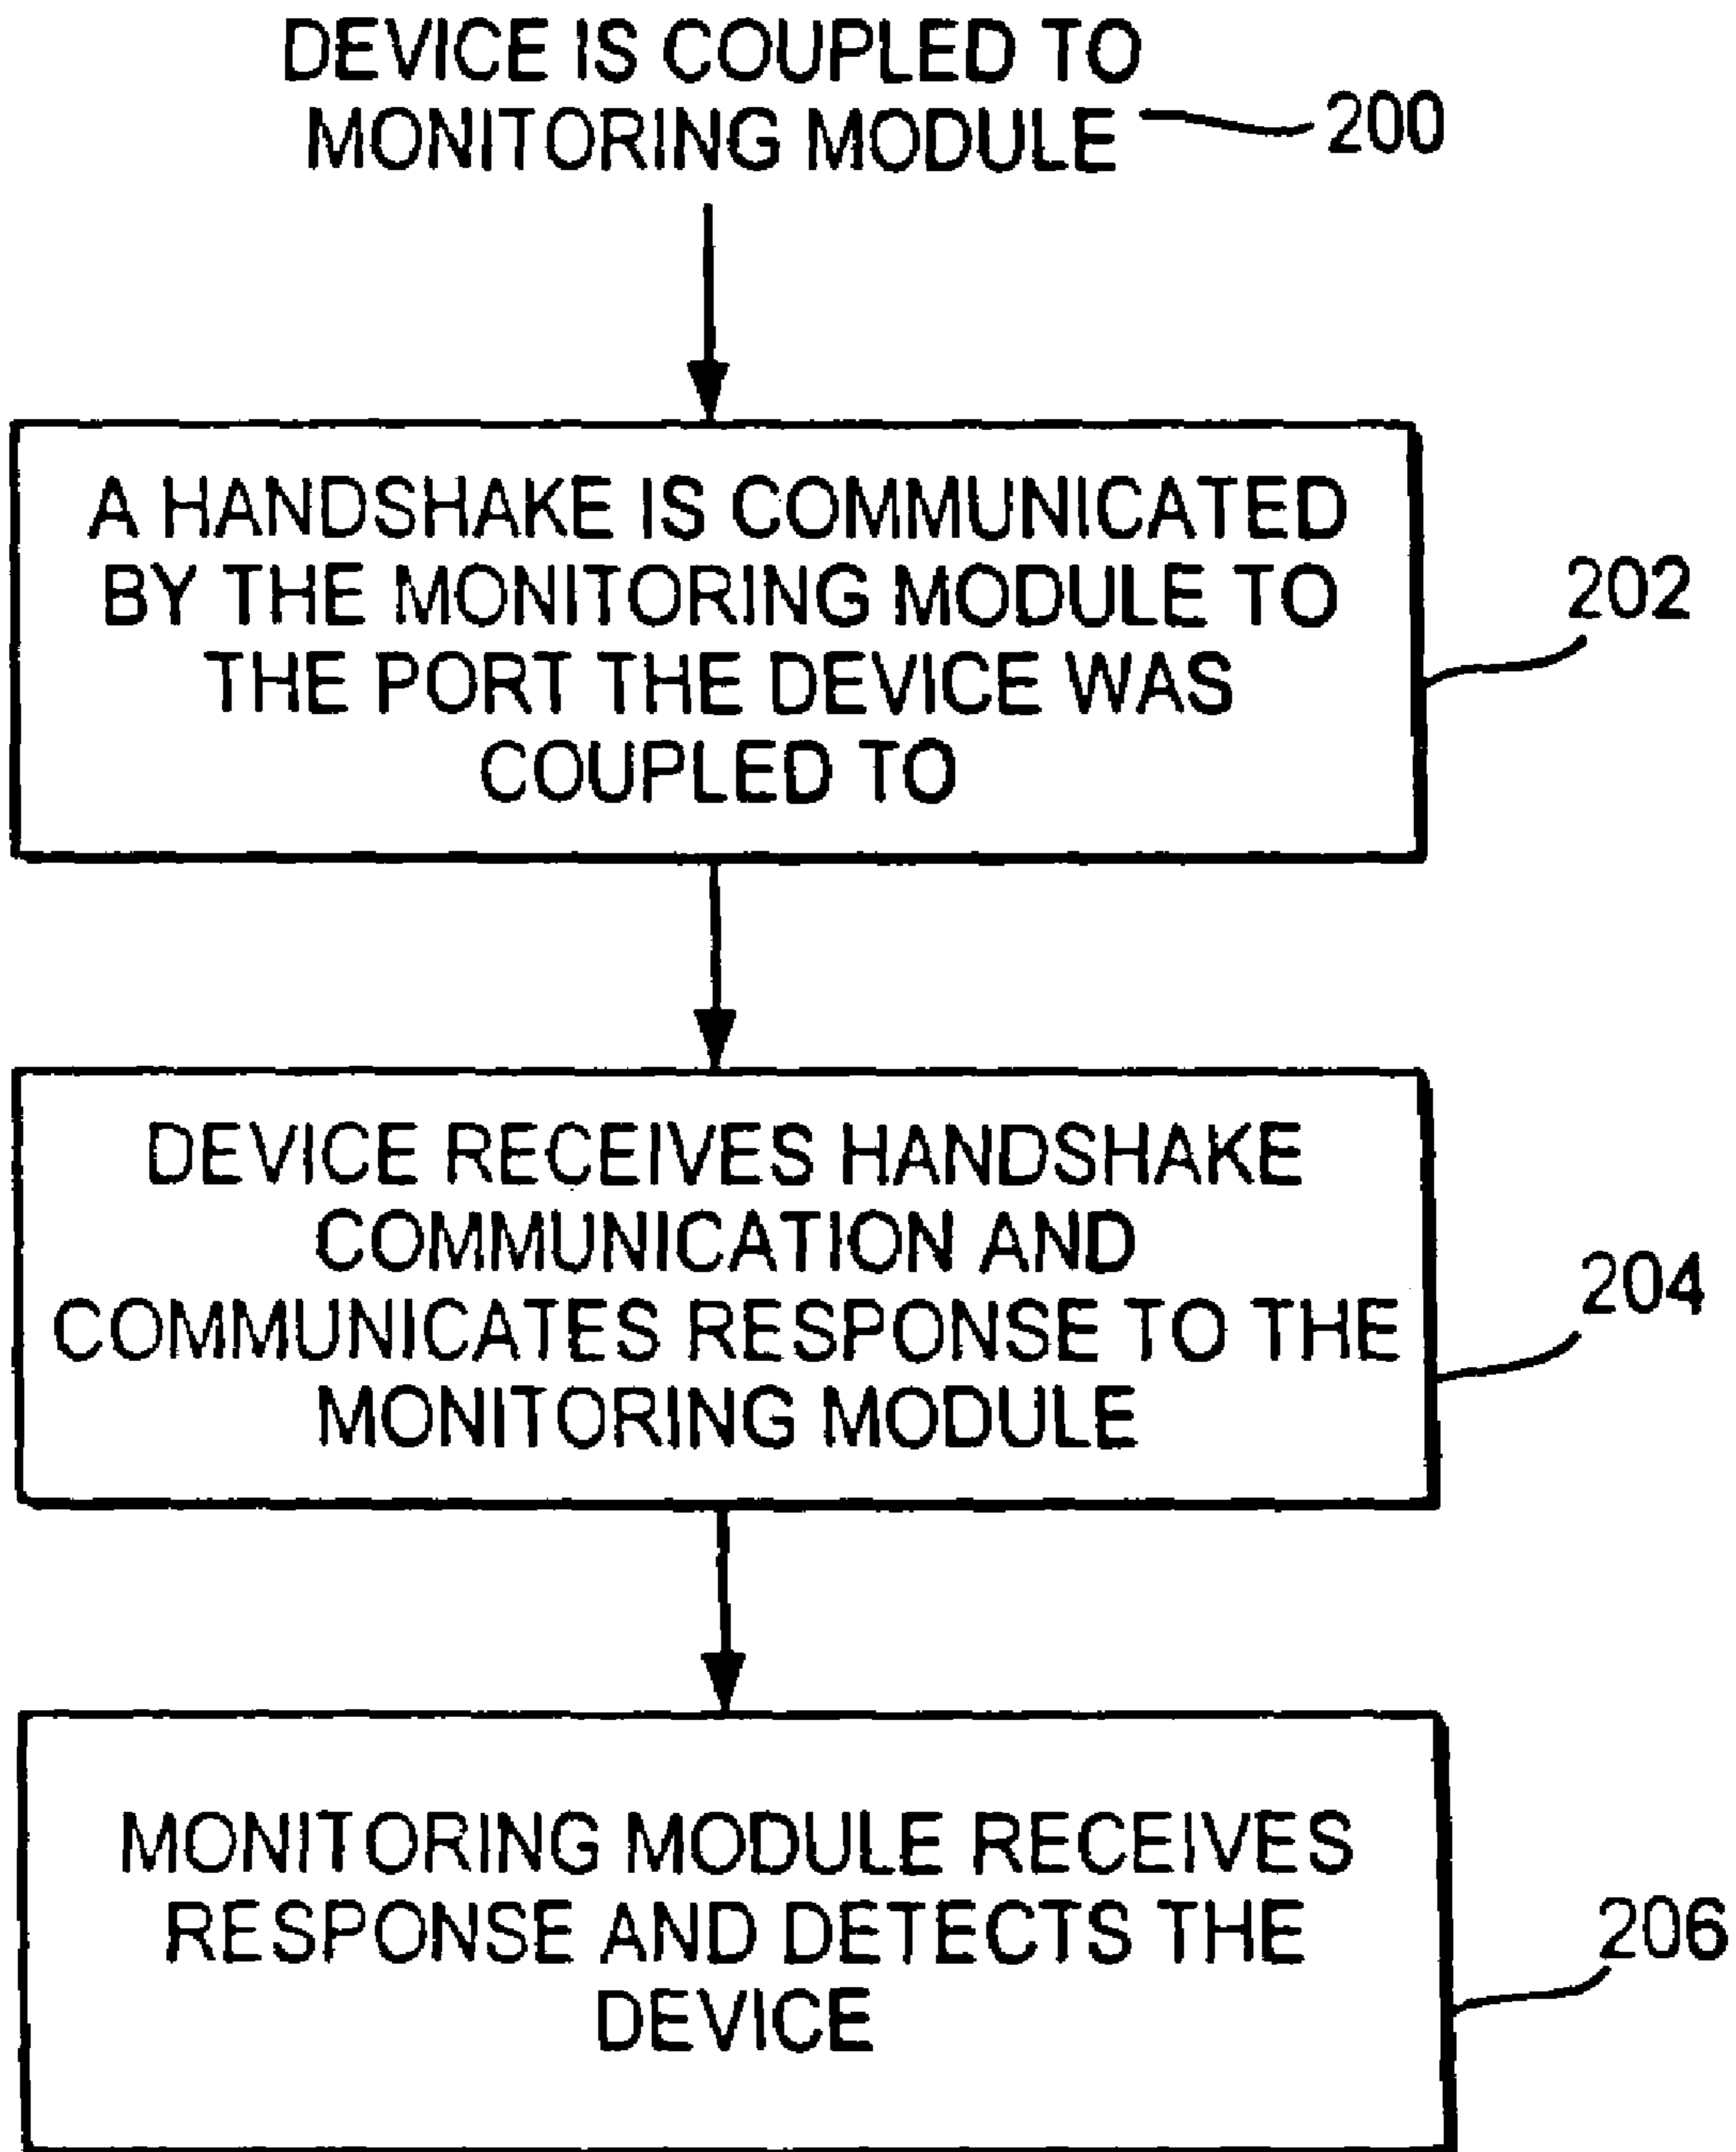 DEVICE IS COUPLED TO
MONITORING MODULE 200
A HANDSHAKE IS COMMUNICATED
BY THE MONITORING MODULE TO
THE PORT THE DEVICE WAS
COUPLED TO
202
DEVICE RECEIVES HANDSHAKE
COMMUNICATION AND
COMMUNICATES RESPONSE TO THE
MONITORING MODULE
204
MONITORING MODULE RECEIVES
RESPONSE AND DETECTS THE
DEVICE
206